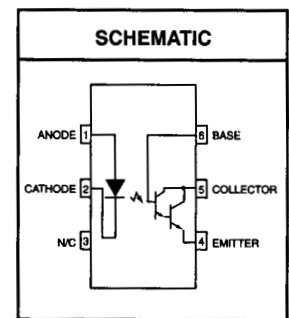 SCHEMATIC
ANODE 1
6 BASE
CATHODE 2
5 COLLECTOR
N/C 3
4 EMITTER